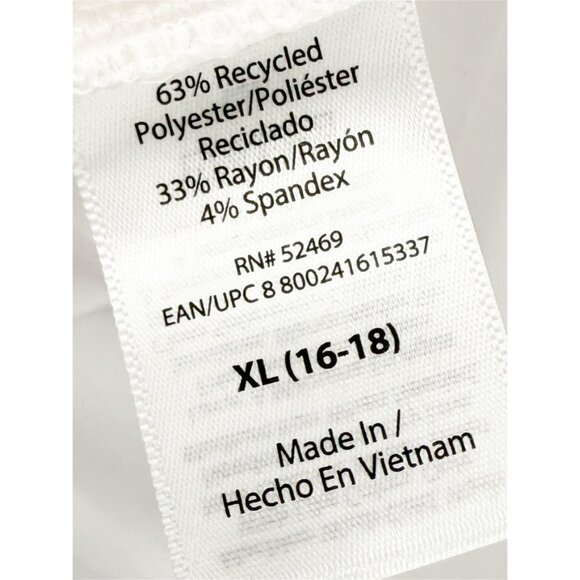 63% Recycled
Polyester/Poliéster
Reciclado
33% Rayon/Rayón
4% Spandex
RN# 52469
EAN/UPC 8 800241615337
XL (16-18)
Made In /
Hecho En Vietnam